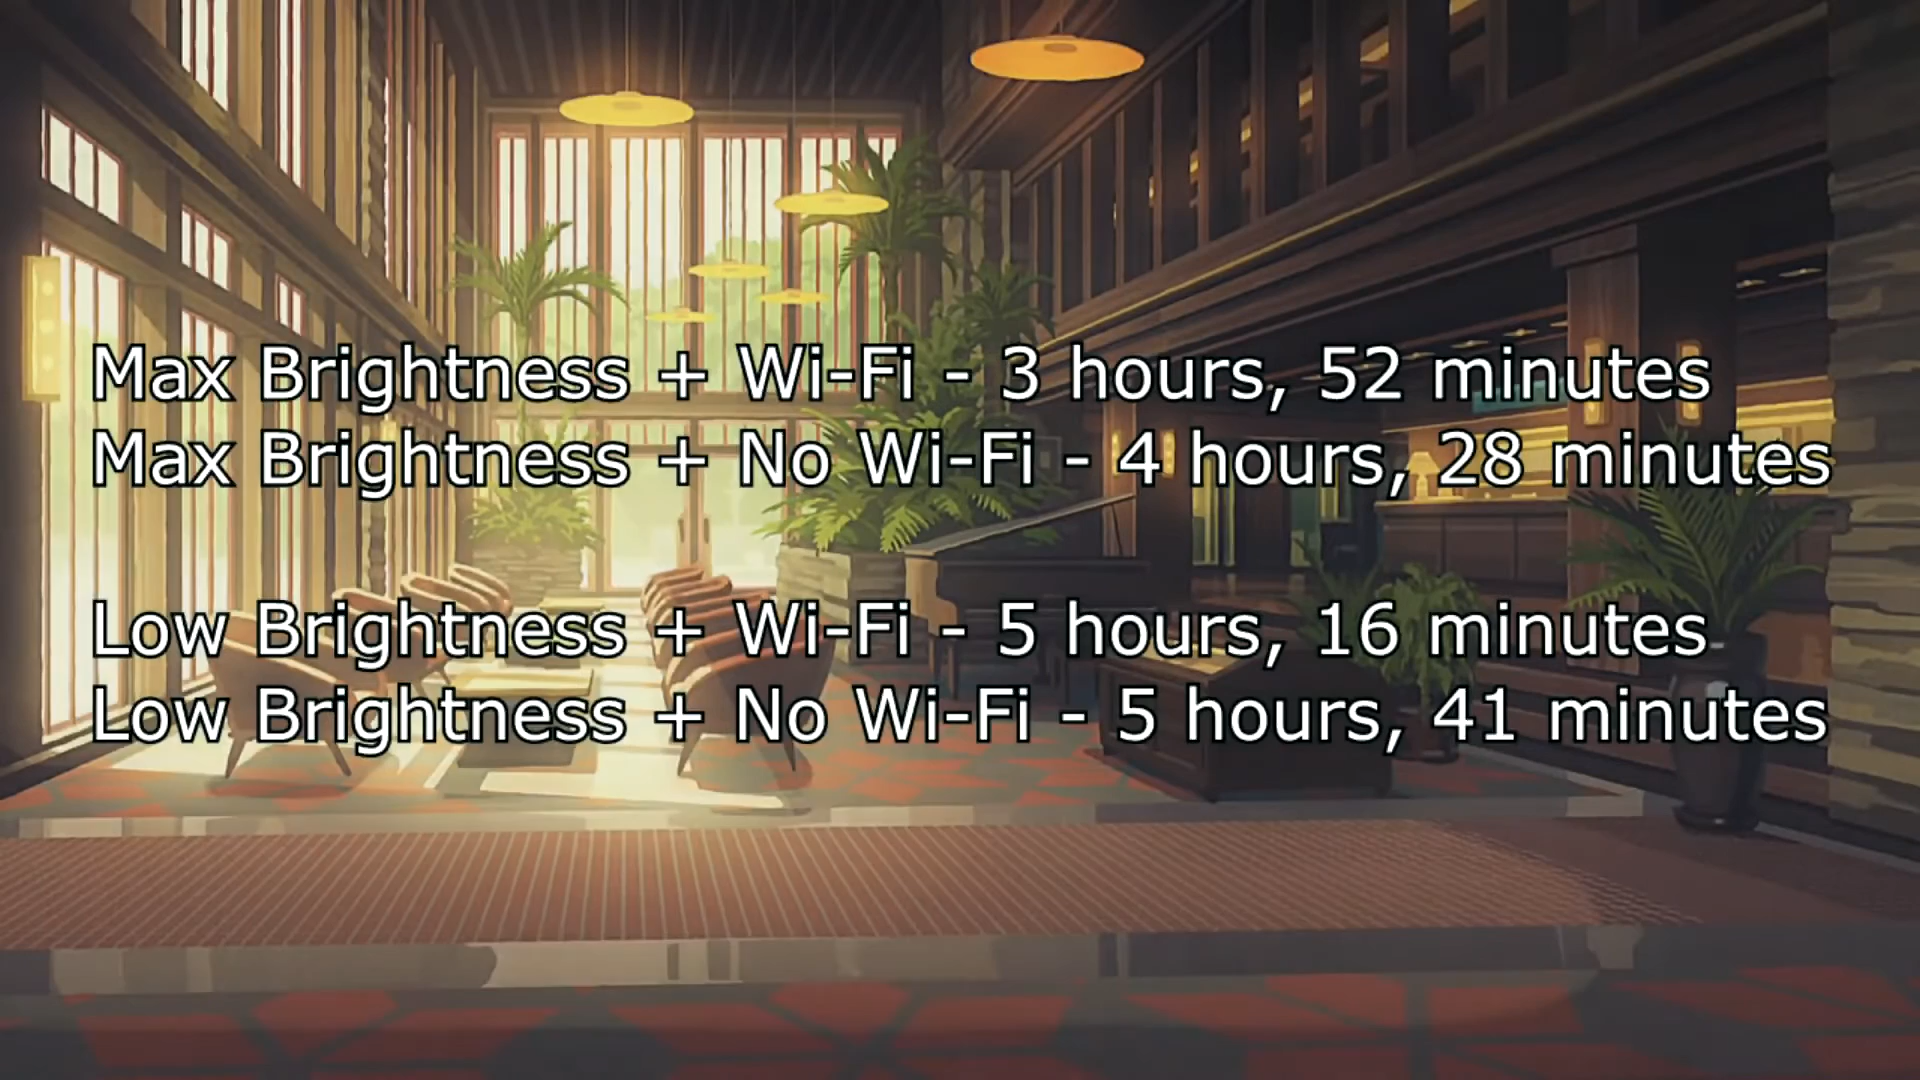 Max Brightness + Wi-Fi - 3 hours, 52 minutes
Max Brightness + No Wi-Fi - 4 hours, 28 minutes
Low Brightness + Wi-Fi - 5 hours, 16 minutes
Low Brightness + No Wi-Fi - 5 hours, 41 minutes